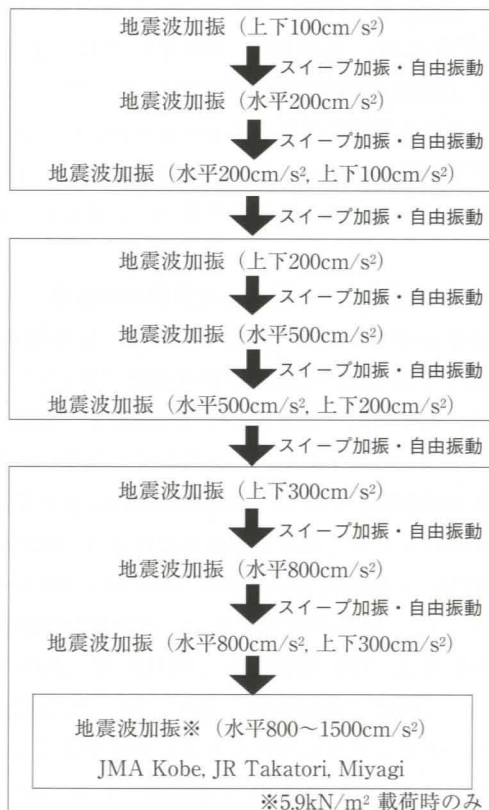 地震波加振（上下100cm/s²）
スイープ加振・自由振動
地震波加振（水平200cm/s²）
スイープ加振・自由振動
地震波加振（水平200cm/s², 上下100cm/s²）
スイープ加振・自由振動
地震波加振（上下200cm/s²）
スイープ加振・自由振動
地震波加振（水平500cm/s²）
スイープ加振・自由振動
地震波加振（水平500cm/s², 上下200cm/s²）
スイープ加振・自由振動
地震波加振（上下300cm/s²）
スイープ加振・自由振動
地震波加振（水平800cm/s²）
スイープ加振・自由振動
地震波加振（水平800cm/s², 上下300cm/s²）
地震波加振※（水平800～1500cm/s²）
JMA Kobe, JR Takatori, Miyagi
※5.9kN/m² 載荷時のみ